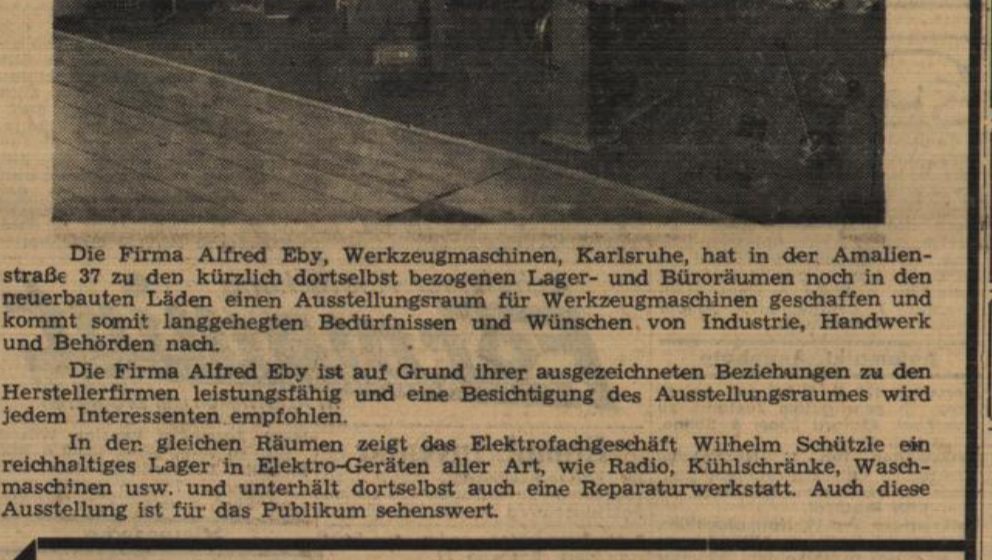 Die Firma Alfred Eby, Werkzeugmaschinen, Karlsruhe, hat in der Amalien-
straße 37 zu den kürzlich dortselbst bezogenen Lager- und Büroräumen noch in den
neuerbauten Läden einen Ausstellungsraum für Werkzeugmaschinen geschaffen und
kommt somit langgehegten Bedürfnissen und Wünschen von Industrie, Handwerk
und Behörden nach.
Die Firma Alfred Eby ist auf Grund ihrer ausgezeichneten Beziehungen zu den
Herstellerfirmen leistungsfähig und eine Besichtigung des Ausstellungsraumes wird
jedem Interessenten empfohlen.
In den gleichen Räumen zeigt das Elektrofachgeschäft Wilhelm Schützle ein
reichhaltiges Lager in Elektro-Geräten aller Art, wie Radio, Kühlschränke, Wasch-
maschinen usw. und unterhält dortselbst auch eine Reparaturwerkstatt. Auch diese
Ausstellung ist für das Publikum sehenswert.